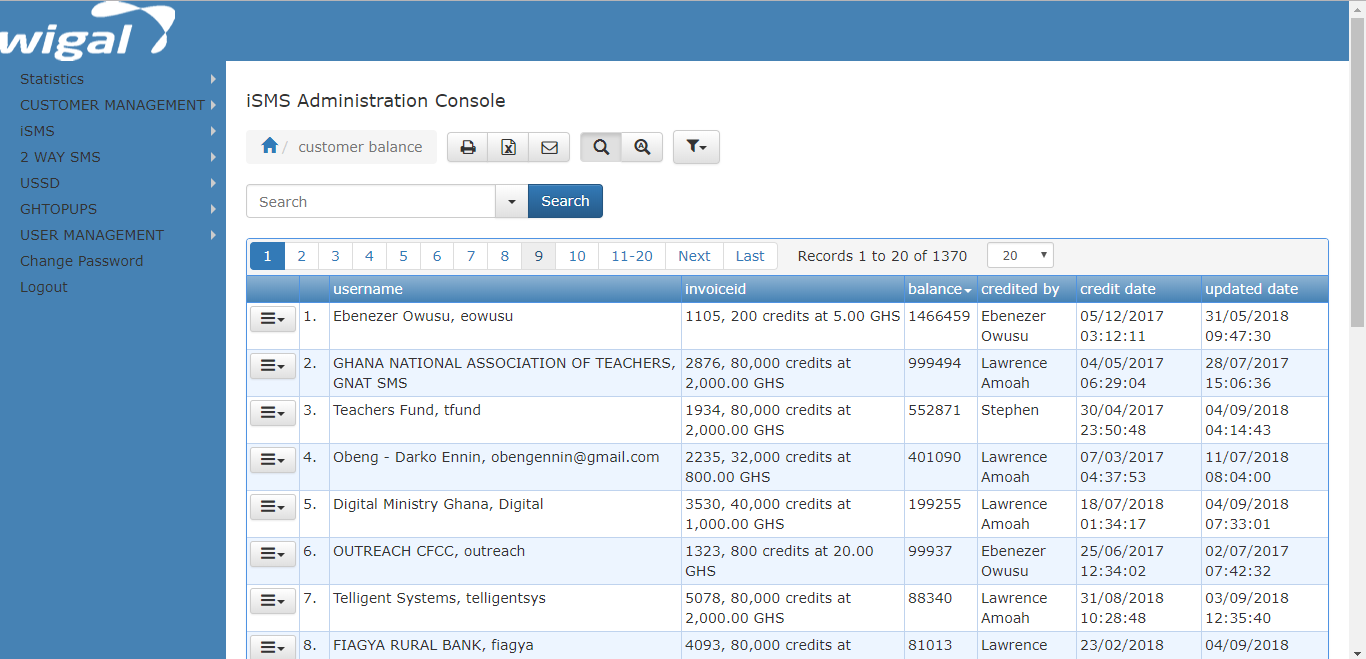 wigal
Statistics
CUSTOMER MANAGEMENT
iSMS
2 WAY SMS
USSD
GHTOPUPS
USER MANAGEMENT
Change Password
Logout
iSMS Administration Console
/ customer balance
Search Search
1 2 3 4 5 6 7 8 9 10 11-20 Next Last Records 1 to 20 of 1370 20
username invoiceid balance credited by credit date updated date
1. Ebenezer Owusu, eowusu 1105, 200 credits at 5.00 GHS 1466459 Ebenezer 05/12/2017 31/05/2018
Owusu 03:12:11 09:47:30
2. GHANA NATIONAL ASSOCIATION OF TEACHERS, 2876, 80,000 credits at 999494 Lawrence 04/05/2017 28/07/2017
GNAT SMS 2,000.00 GHS Amoah 06:29:04 15:06:36
3. Teachers Fund, tfund 1934, 80,000 credits at 552871 Stephen 30/04/2017 04/09/2018
2,000.00 GHS 23:50:48 04:14:43
4. Obeng - Darko Ennin, obengennin@gmail.com 2235, 32,000 credits at 401090 Lawrence 07/03/2017 11/07/2018
800.00 GHS Amoah 04:37:53 08:04:00
5. Digital Ministry Ghana, Digital 3530, 40,000 credits at 199255 Lawrence 18/07/2018 04/09/2018
1,000.00 GHS Amoah 01:34:17 07:33:01
6. OUTREACH CFCC, outreach 1323, 800 credits at 20.00 99937 Ebenezer 25/06/2017 02/07/2017
GHS Owusu 12:34:02 07:42:32
7. Telligent Systems, telligentsys 5078, 80,000 credits at 88340 Lawrence 31/08/2018 03/09/2018
2,000.00 GHS Amoah 10:28:48 12:35:40
8. FIAGYA RURAL BANK, fiagya 4093, 80,000 credits at 81013 Lawrence 23/02/2018 04/09/2018